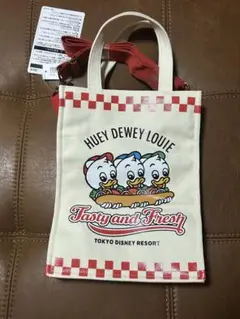 HUEY DEWEY LOUIE
Tasty and Fresh
TOKYO DISNEY RESORT